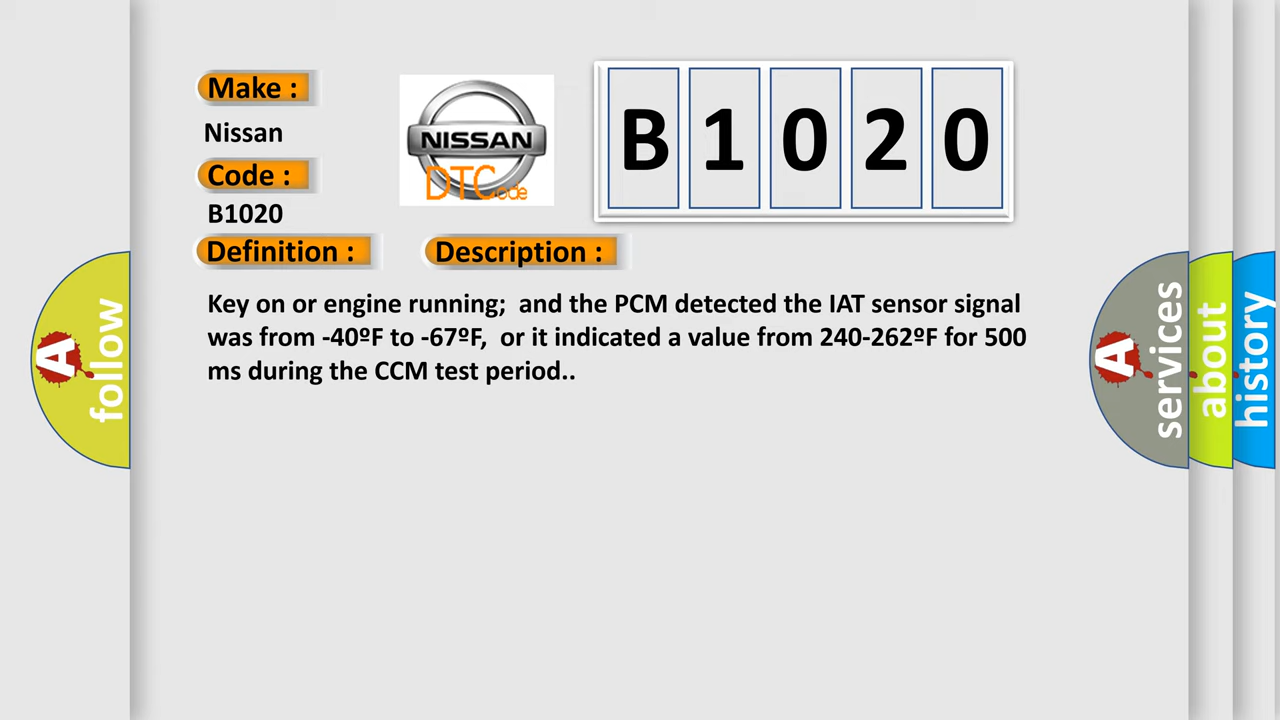 Make :
Nissan
Code :
B1020
Definition :
Description :
NISSAN
DTCode
B 1 0 2 0
Key on or engine running;  and the PCM detected the IAT sensor signal
was from -40ºF to -67ºF,  or it indicated a value from 240-262ºF for 500
ms during the CCM test period..
A
follow
A
services
about
history